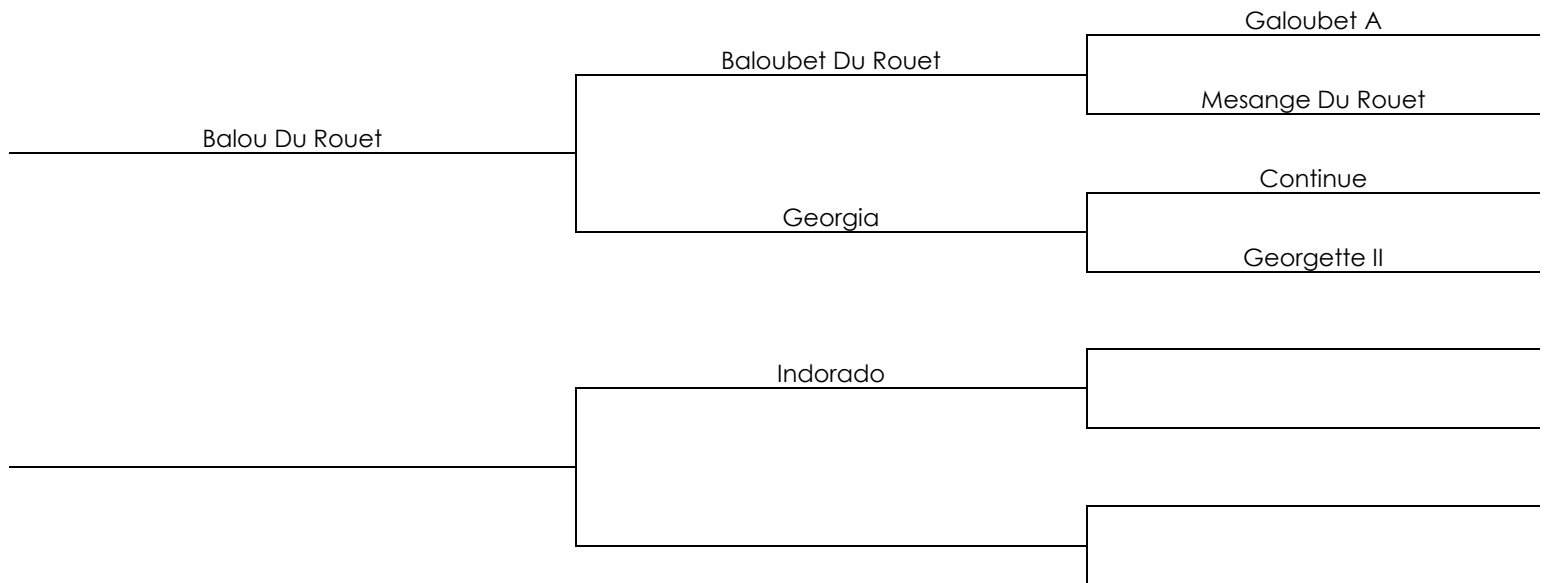 Galoubet A
Baloubet Du Rouet
Mesange Du Rouet
Balou Du Rouet
Continue
Georgia
Georgette II
Indorado